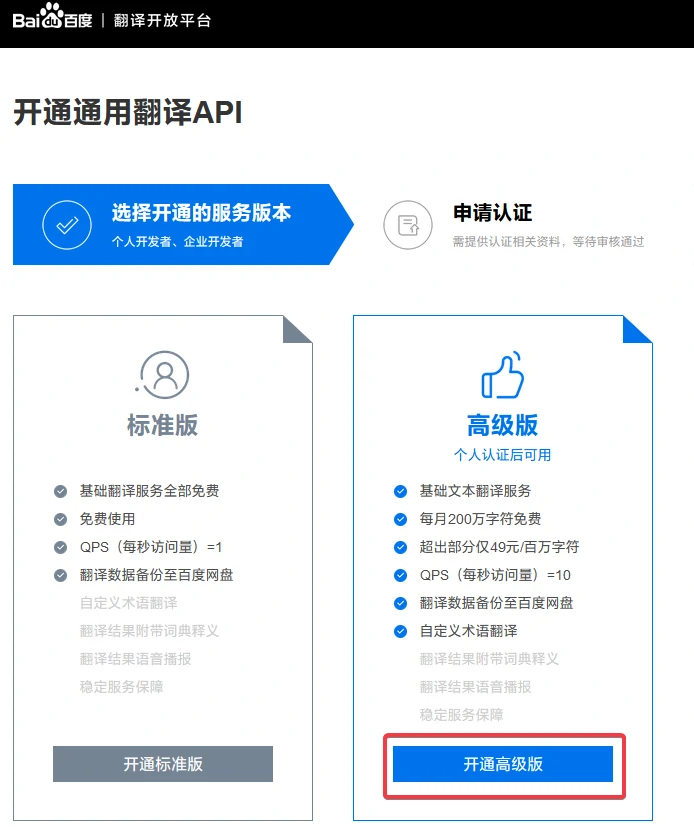 Bai du 百度 | 翻译开放平台
开通通用翻译API
选择开通的服务版本
个人开发者、企业开发者
申请认证
需提供认证相关资料，等待审核通过
标准版
基础翻译服务全部免费
免费使用
QPS（每秒访问量）=1
翻译数据备份至百度网盘
自定义术语翻译
翻译结果附带词典释义
翻译结果语音播报
稳定服务保障
开通标准版
高级版
个人认证后可用
基础文本翻译服务
每月200万字符免费
超出部分仅49元/百万字符
QPS（每秒访问量）=10
翻译数据备份至百度网盘
自定义术语翻译
翻译结果附带词典释义
翻译结果语音播报
稳定服务保障
开通高级版